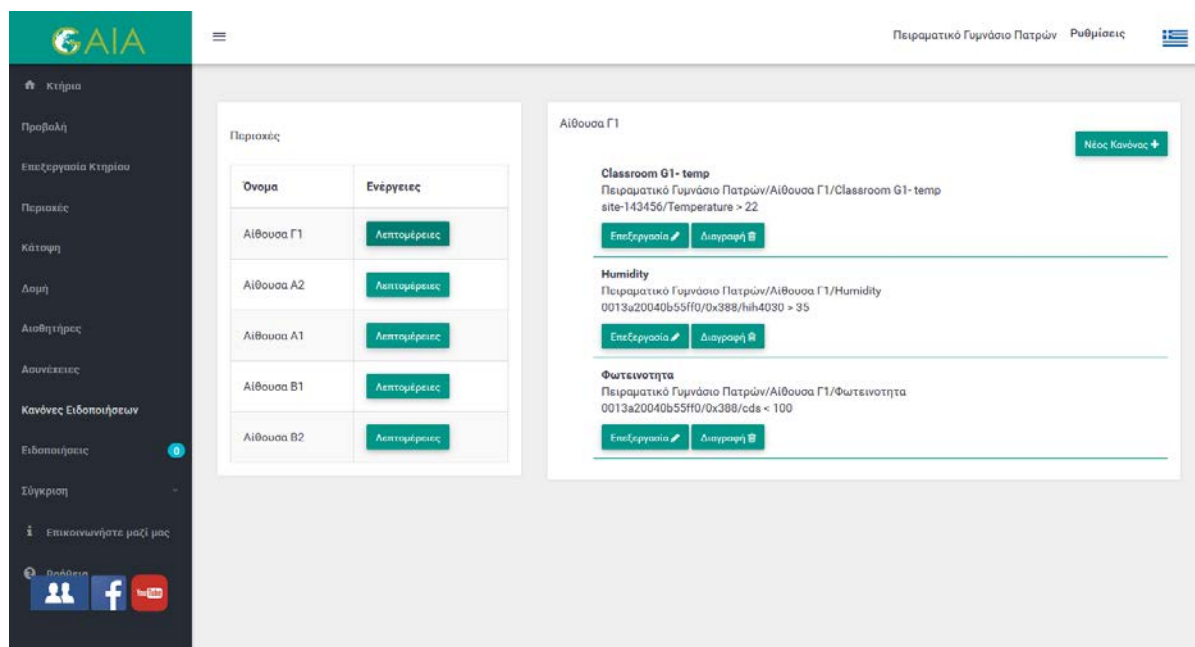 GAIA
Πειραματικό Γυμνάσιο Πατρών
Ρυθμίσεις
Κτήρια
Προβολή
Επεξεργασία Κτηρίου
Περιοχές
Κάτοψη
Δομή
Αισθητήρες
Ασυνέχειες
Κανόνες Ειδοποιήσεων
Ειδοποιήσεις 0
Σύγκριση
Επικοινωνήστε μαζί μας
Βοήθεια
YouTube
Περιοχές
Όνομα Ενέργειες
Αίθουσα Γ1 Λεπτομέρειες
Αίθουσα Α2 Λεπτομέρειες
Αίθουσα Α1 Λεπτομέρειες
Αίθουσα Β1 Λεπτομέρειες
Αίθουσα Β2 Λεπτομέρειες
Αίθουσα Γ1
Νέος Κανόνας +
Classroom G1- temp
Πειραματικό Γυμνάσιο Πατρών/Αίθουσα Γ1/Classroom G1- temp
site-143456/Temperature > 22
Επεξεργασία Διαγραφή
Humidity
Πειραματικό Γυμνάσιο Πατρών/Αίθουσα Γ1/Humidity
0013a20040b55ff0/0x388/hih4030 > 35
Επεξεργασία Διαγραφή
Φωτεινοτητα
Πειραματικό Γυμνάσιο Πατρών/Αίθουσα Γ1/Φωτεινοτητα
0013a20040b55ff0/0x388/cds < 100
Επεξεργασία Διαγραφή